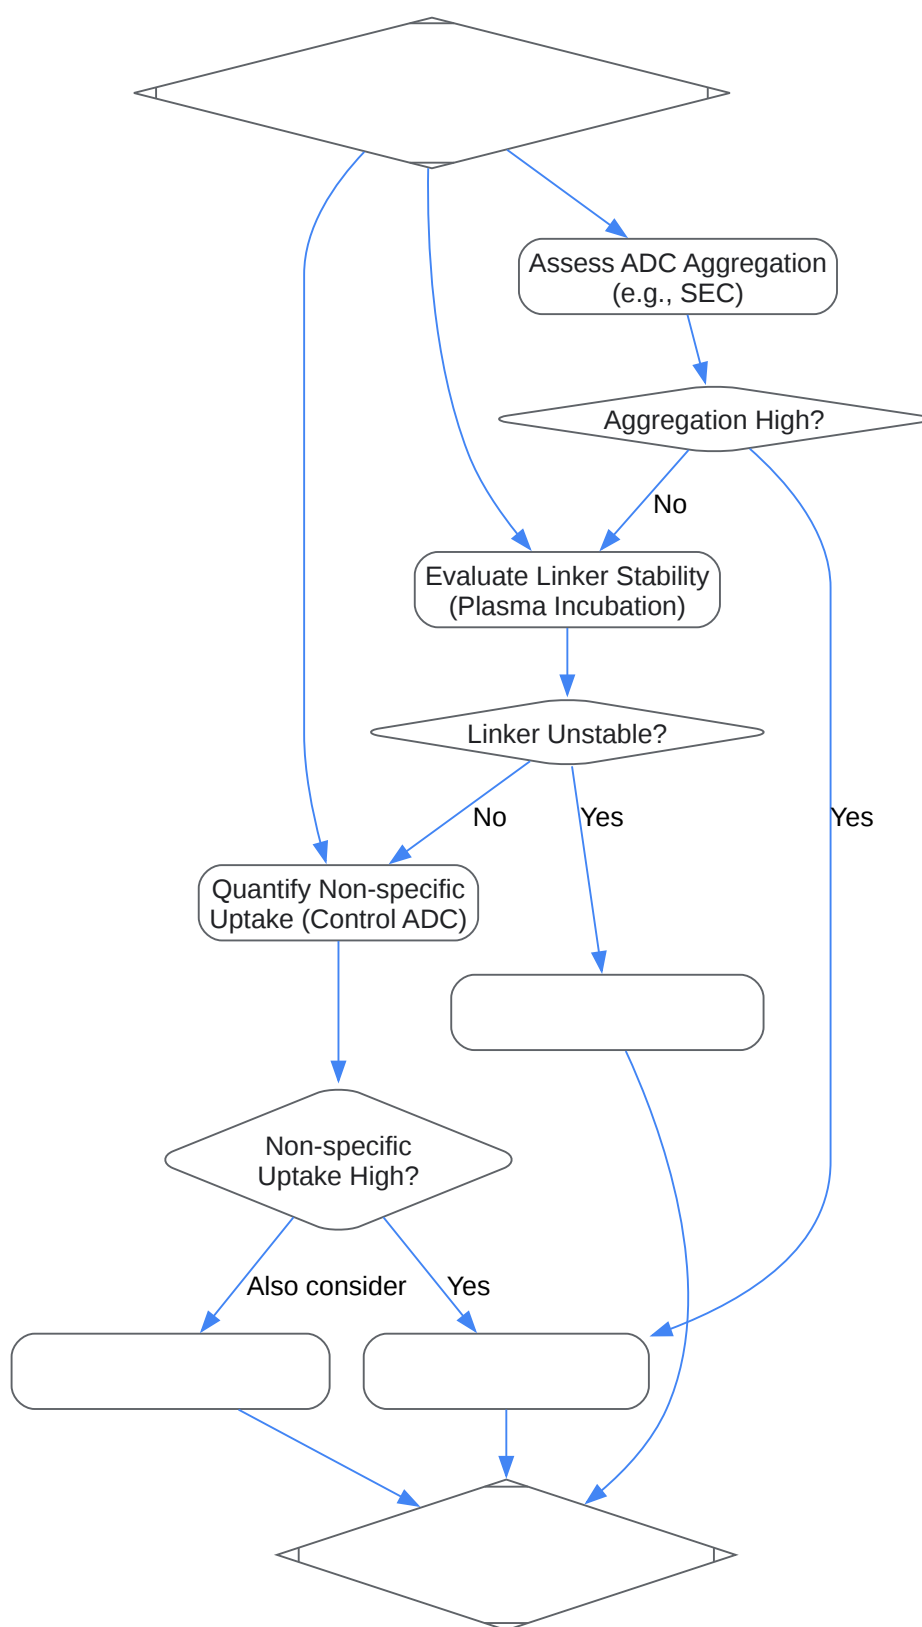 Assess ADC Aggregation
(e.g., SEC)
Aggregation High?
No
Evaluate Linker Stability
(Plasma Incubation)
Linker Unstable?
No
Yes
Yes
Quantify Non-specific
Uptake (Control ADC)
Non-specific
Uptake High?
Also consider
Yes